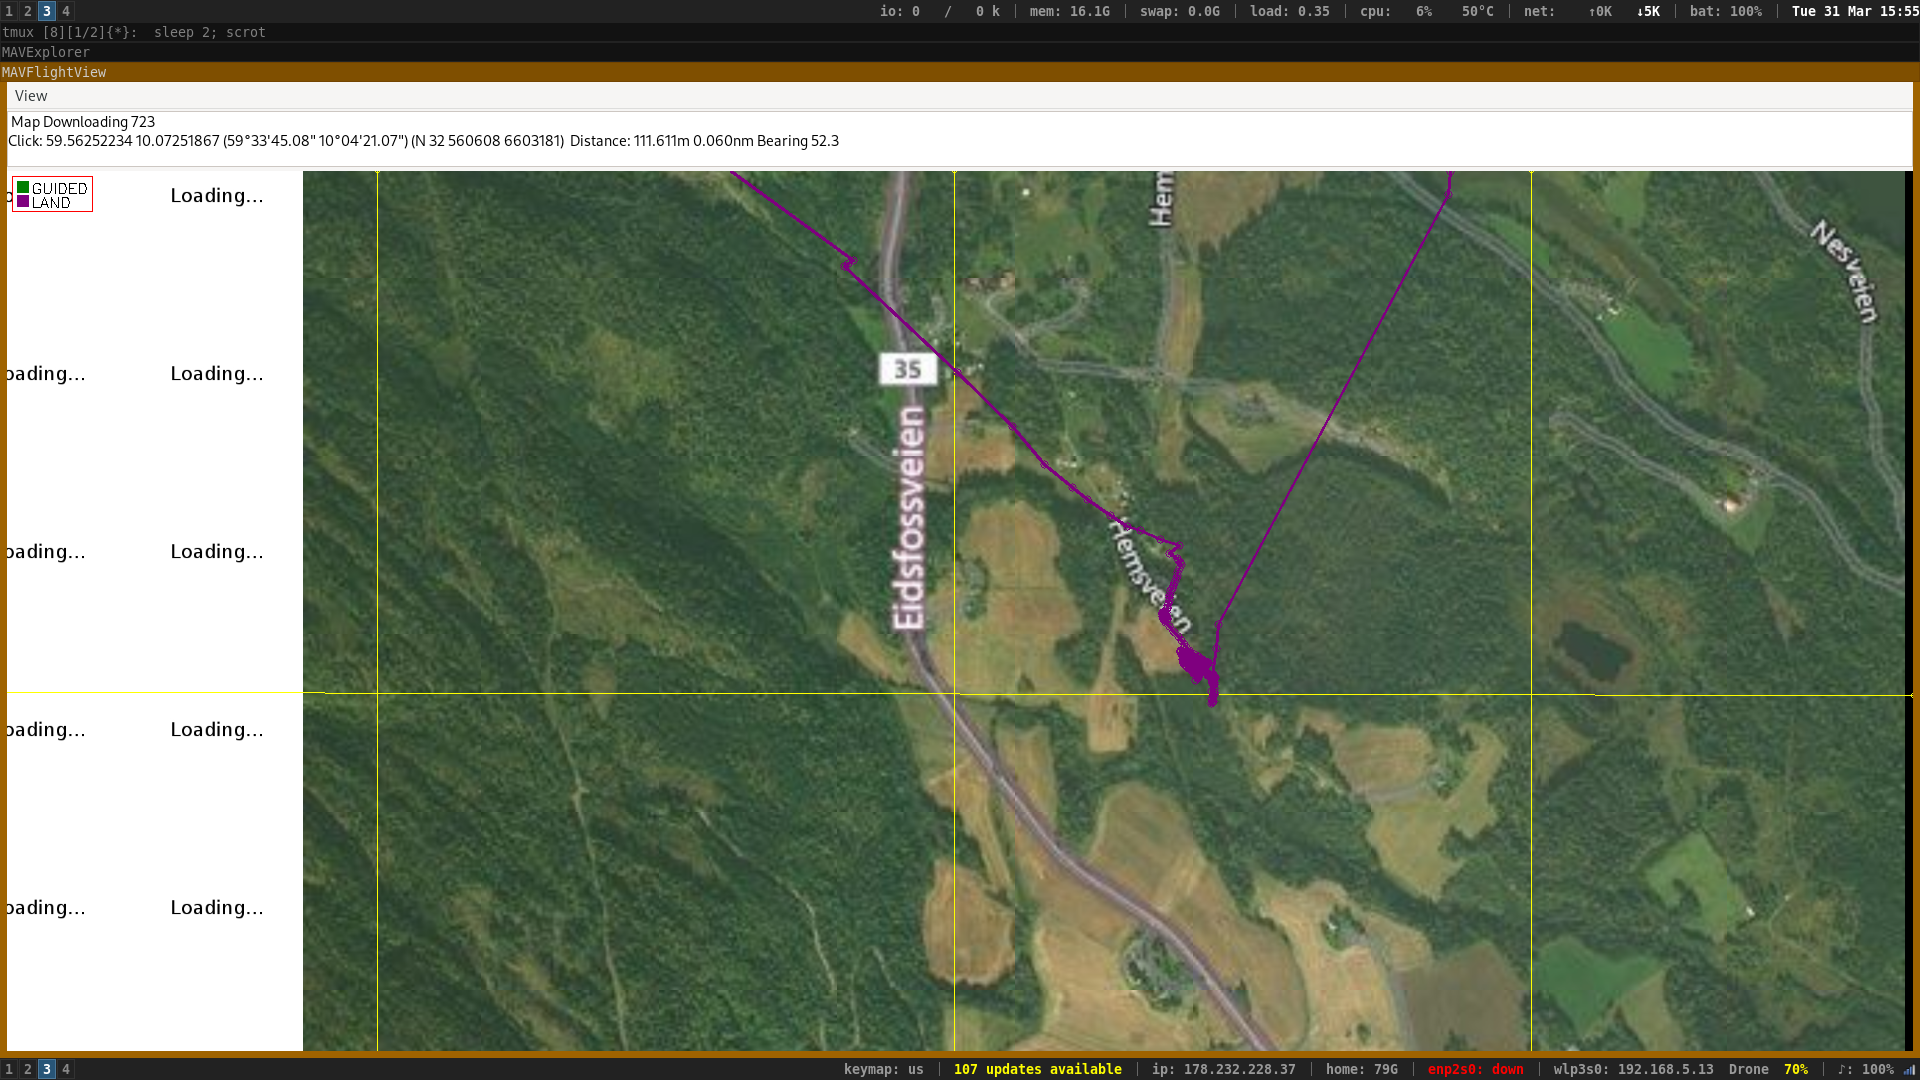 1 2 3 4 io: 0 / 0 k mem: 16.1G swap: 0.0G load: 0.35 cpu: 6% 50°C net: ↑0K ↓5K bat: 100% Tue 31 Mar 15:55
tmux [8][1/2]{*}: sleep 2; scrot
MAVExplorer
MAVFlightView
View
Map Downloading 723
Click: 59.56252234 10.07251867 (59°33'45.08" 10°04'21.07") (N 32 560608 6603181) Distance: 111.611m 0.060nm Bearing 52.3
GUIDED
LAND
Loading...
Hem
Nesveien
oading... Loading...
35
Eidsfossveien
Hemsveien
oading... Loading...
oading... Loading...
oading... Loading...
1 2 3 4 keymap: us 107 updates available ip: 178.232.228.37 home: 79G enp2s0: down wlp3s0: 192.168.5.13 Drone 70% ♪: 100%